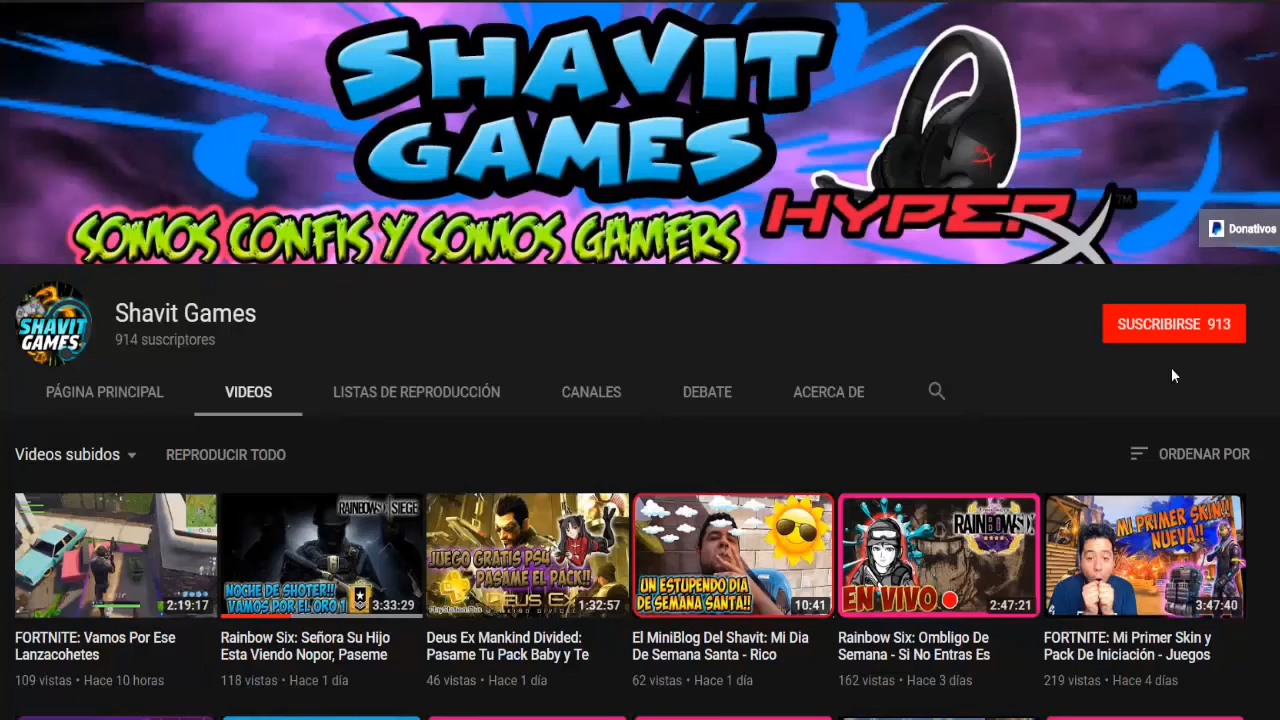 SHAVIT
GAMES
HYPERX™
SOMOS CONFIS Y SOMOS GAMERS
Donativos
SHAVIT
GAMES
Shavit Games
914 suscriptores
SUSCRIBIRSE 913
PÁGINA PRINCIPAL VIDEOS LISTAS DE REPRODUCCIÓN CANALES DEBATE ACERCA DE
Videos subidos REPRODUCIR TODO ORDENAR POR
2:19:17
RAINBOWSIX SIEGE
NOCHE DE SHOTER!!
VAMOS POR EL ORO 1
3:33:29
JUEGO GRATIS PS4
PASAME EL PACK!!
PlayStation Plus
DEUS EX
1:32:57
UN ESTUPENDO DIA
DE SEMANA SANTA!!
10:41
RAINBOWSIX
EN VIVO
2:47:21
MI PRIMER SKIN!!
NUEVA!!
3:47:40
FORTNITE: Vamos Por Ese
Lanzacohetes
109 vistas • Hace 10 horas
Rainbow Six: Señora Su Hijo
Esta Viendo Nopor, Paseme
118 vistas • Hace 1 día
Deus Ex Mankind Divided:
Pasame Tu Pack Baby y Te
46 vistas • Hace 1 día
El MiniBlog Del Shavit: Mi Dia
De Semana Santa - Rico
62 vistas • Hace 1 día
Rainbow Six: Ombligo De
Semana - Si No Entras Es
162 vistas • Hace 3 días
FORTNITE: Mi Primer Skin y
Pack De Iniciación - Juegos
219 vistas • Hace 4 días